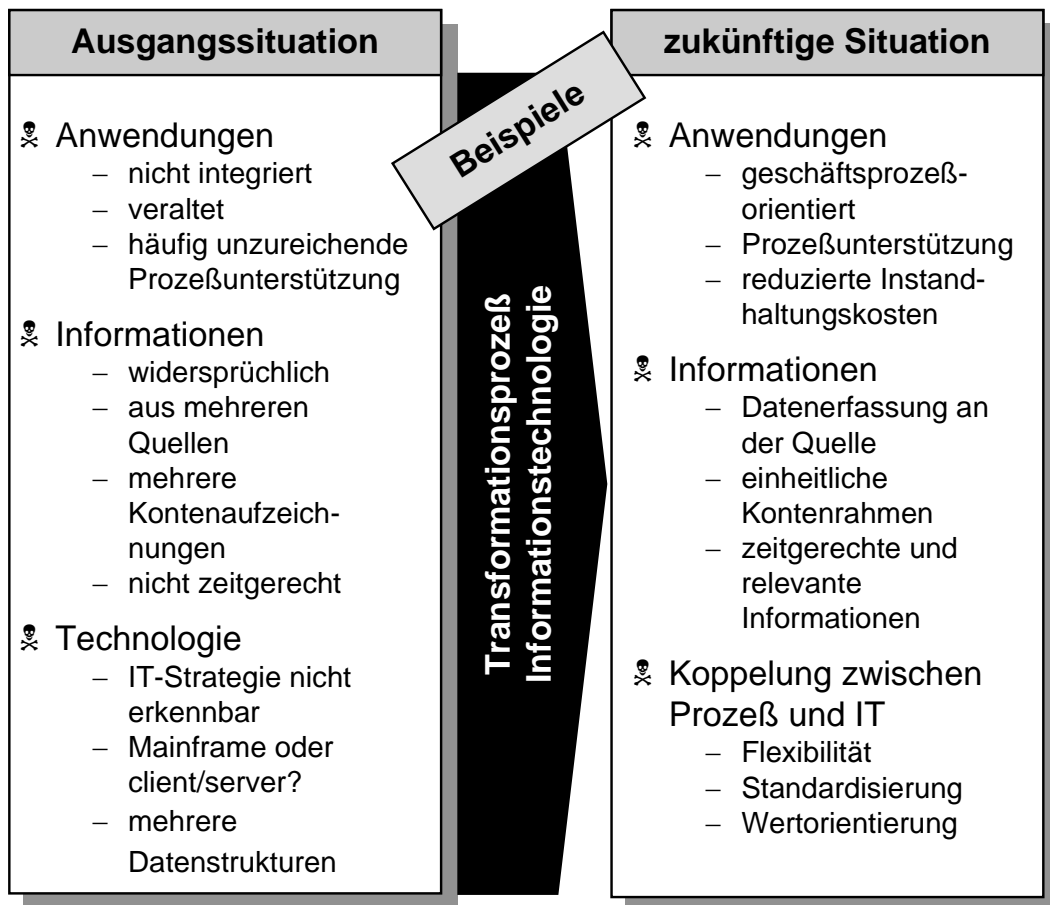 Ausgangssituation
☠ Anwendungen
– nicht integriert
– veraltet
– häufig unzureichende
Prozeßunterstützung
☠ Informationen
– widersprüchlich
– aus mehreren
Quellen
– mehrere
Kontenaufzeich-
nungen
– nicht zeitgerecht
☠ Technologie
– IT-Strategie nicht
erkennbar
– Mainframe oder
client/server?
– mehrere
Datenstrukturen
Beispiele
Transformationsprozeß
Informationstechnologie
zukünftige Situation
☠ Anwendungen
– geschäftsprozeß-
orientiert
– Prozeßunterstützung
– reduzierte Instand-
haltungskosten
☠ Informationen
– Datenerfassung an
der Quelle
– einheitliche
Kontenrahmen
– zeitgerechte und
relevante
Informationen
☠ Koppelung zwischen
Prozeß und IT
– Flexibilität
– Standardisierung
– Wertorientierung